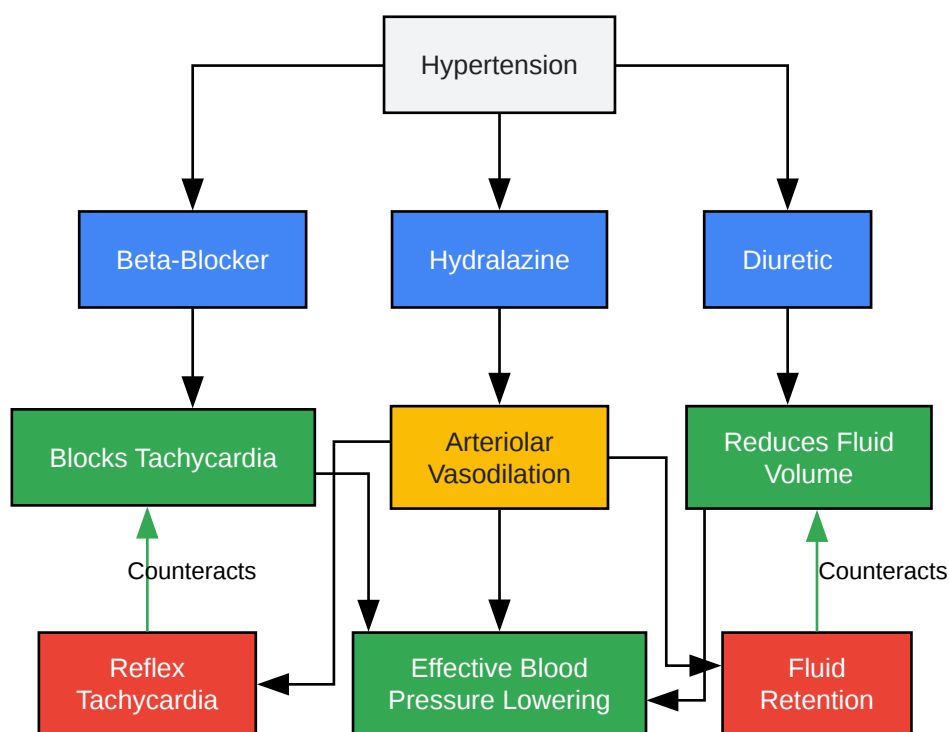 Hypertension
Beta-Blocker
Hydralazine
Diuretic
Blocks Tachycardia
Arteriolar
Vasodilation
Reduces Fluid
Volume
Counteracts
Counteracts
Reflex
Tachycardia
Effective Blood
Pressure Lowering
Fluid
Retention